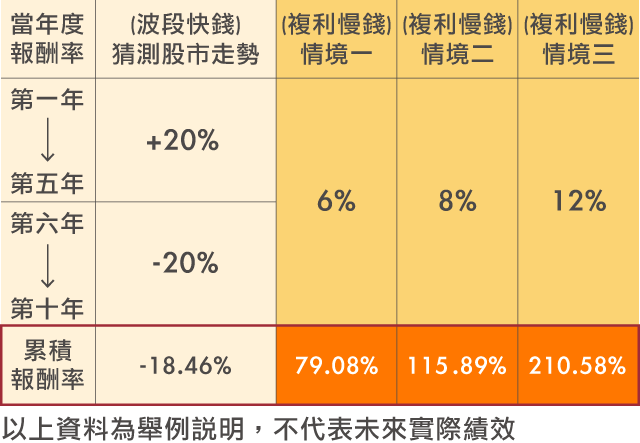 當年度
報酬率
(波段快錢)
猜測股市走勢
(複利慢錢)
情境一
(複利慢錢)
情境二
(複利慢錢)
情境三
第一年
↓
第五年
+20%
第六年
↓
第十年
-20%
6%
8%
12%
累積
報酬率
-18.46%
79.08%
115.89%
210.58%
以上資料為舉例説明，不代表未來實際績效